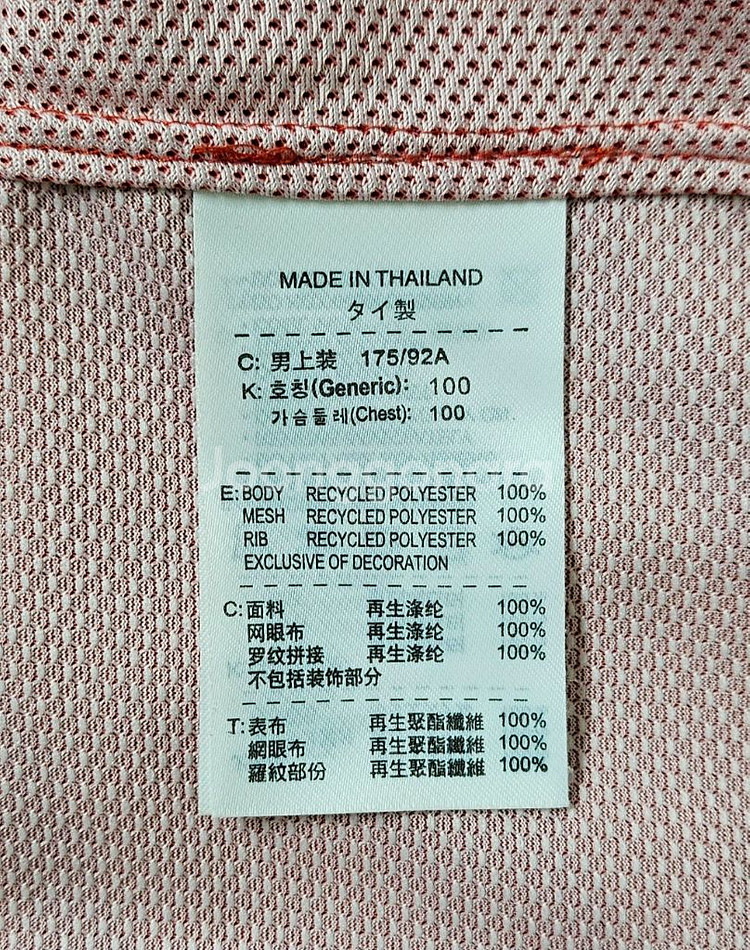 MADE IN THAILAND
タイ製
C: 男上装 175/92A
K: 호칭(Generic): 100
가슴둘레(Chest): 100
E: BODY RECYCLED POLYESTER 100%
MESH RECYCLED POLYESTER 100%
RIB RECYCLED POLYESTER 100%
EXCLUSIVE OF DECORATION
C: 面料 再生涤纶 100%
网眼布 再生涤纶 100%
罗纹拼接 再生涤纶 100%
不包括装饰部分
T: 表布 再生聚酯纖維 100%
網眼布 再生聚酯纖維 100%
羅紋部份 再生聚酯纖維 100%